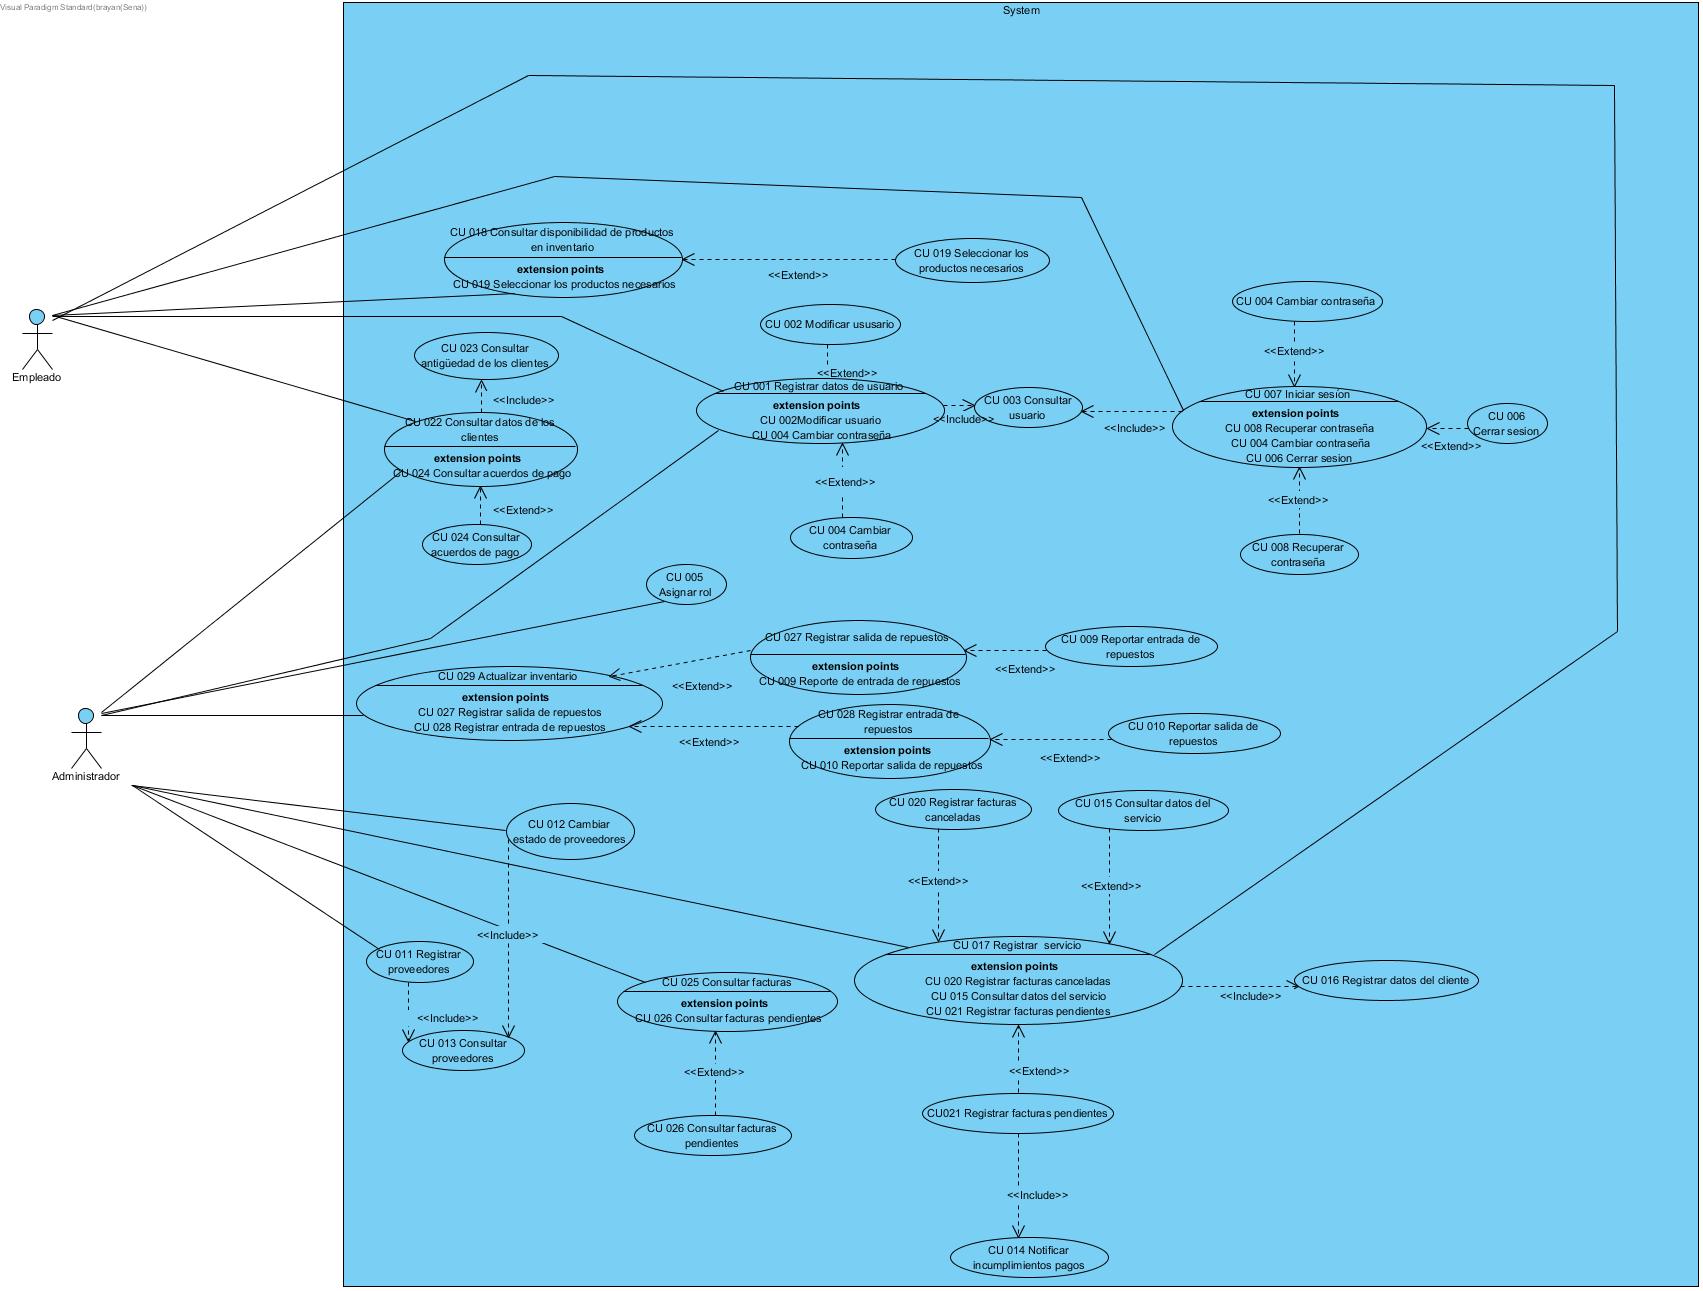 Visual Paradigm Standard(brayan(Sena))
System
CU 018 Consultar disponibilidad de productos
en inventario
extension points
CU 019 Seleccionar los productos necesarios
<<Extend>>
CU 019 Seleccionar los
productos necesarios
Empleado
CU 023 Consultar
antigüedad de los clientes
<<Include>>
CU 022 Consultar datos de los
clientes
extension points
CU 024 Consultar acuerdos de pago
<<Extend>>
CU 024 Consultar
acuerdos de pago
CU 002 Modificar ususario
<<Extend>>
CU 001 Registrar datos de usuario
extension points
CU 002Modificar usuario
CU 004 Cambiar contraseña
<<Include>>
CU 003 Consultar
usuario
<<Include>>
<<Extend>>
CU 004 Cambiar
contraseña
CU 004 Cambiar contraseña
<<Extend>>
CU 007 Iniciar sesión
extension points
CU 008 Recuperar contraseña
CU 004 Cambiar contraseña
CU 006 Cerrar sesion
CU 006
Cerrar sesion
<<Extend>>
<<Extend>>
CU 008 Recuperar
contraseña
CU 005
Asignar rol
CU 027 Registrar salida de repuestos
extension points
CU 009 Reporte de entrada de repuestos
<<Extend>>
CU 009 Reportar entrada de
repuestos
CU 029 Actualizar inventario
extension points
CU 027 Registrar salida de repuestos
CU 028 Registrar entrada de repuestos
<<Extend>>
<<Extend>>
CU 028 Registrar entrada de
repuestos
extension points
CU 010 Reportar salida de repuestos
<<Extend>>
CU 010 Reportar salida de
repuestos
Administrador
CU 012 Cambiar
estado de proveedores
<<Include>>
CU 011 Registrar
proveedores
<<Include>>
CU 013 Consultar
proveedores
CU 025 Consultar facturas
extension points
CU 026 Consultar facturas pendientes
<<Extend>>
CU 026 Consultar facturas
pendientes
CU 020 Registrar facturas
canceladas
CU 015 Consultar datos del
servicio
<<Extend>>
<<Extend>>
CU 017 Registrar  servicio
extension points
CU 020 Registrar facturas canceladas
CU 015 Consultar datos del servicio
CU 021 Registrar facturas pendientes
<<Include>>
CU 016 Registrar datos del cliente
<<Extend>>
CU021 Registrar facturas pendientes
<<Include>>
CU 014 Notificar
incumplimientos pagos